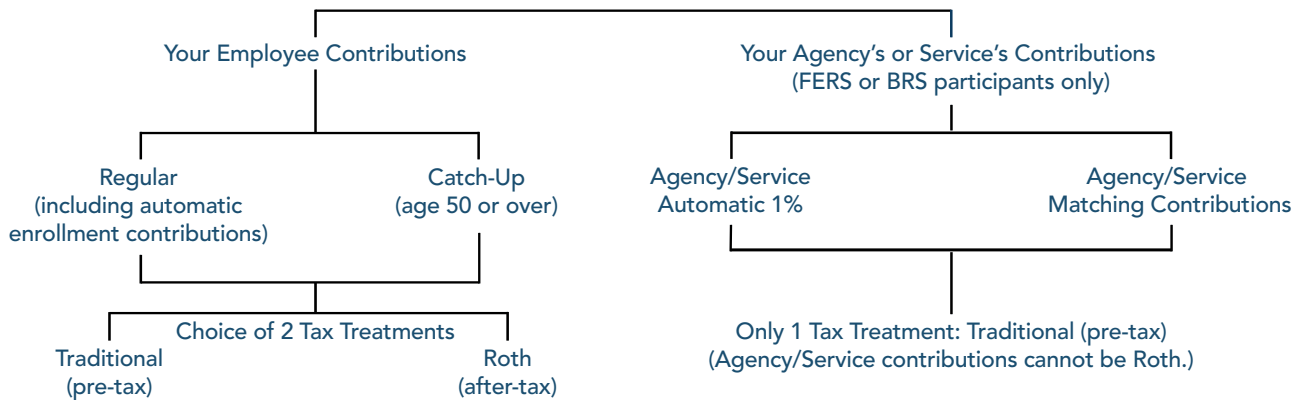 Your Employee Contributions
Your Agency’s or Service’s Contributions
(FERS or BRS participants only)
Regular
(including automatic
enrollment contributions)
Catch-Up
(age 50 or over)
Agency/Service
Automatic 1%
Agency/Service
Matching Contributions
Choice of 2 Tax Treatments
Traditional
(pre-tax)
Roth
(after-tax)
Only 1 Tax Treatment: Traditional (pre-tax)
(Agency/Service contributions cannot be Roth.)